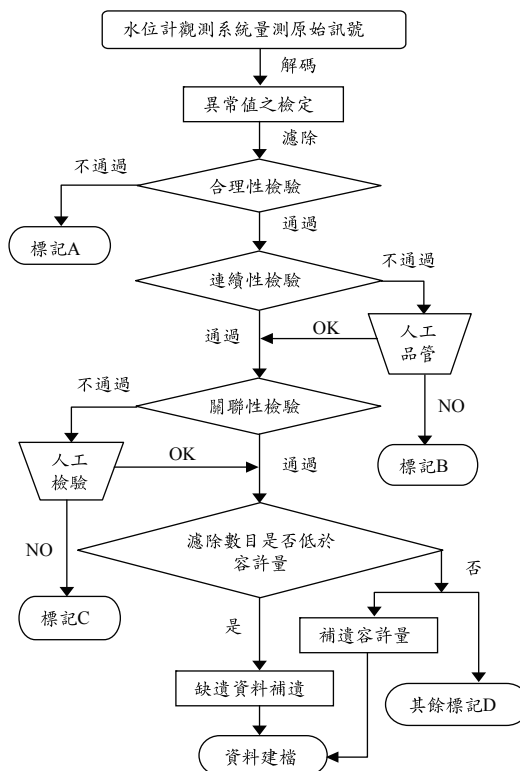 水位計觀測系統量測原始訊號
解碼
異常值之檢定
濾除
不通過
合理性檢驗
標記A
通過
不通過
連續性檢驗
OK
人工
品管
通過
不通過
關聯性檢驗
NO
人工
檢驗
OK
通過
標記B
濾除數目是否低於
容許量
NO
否
標記C
是
補遺容許量
缺遺資料補遺
其餘標記D
資料建檔